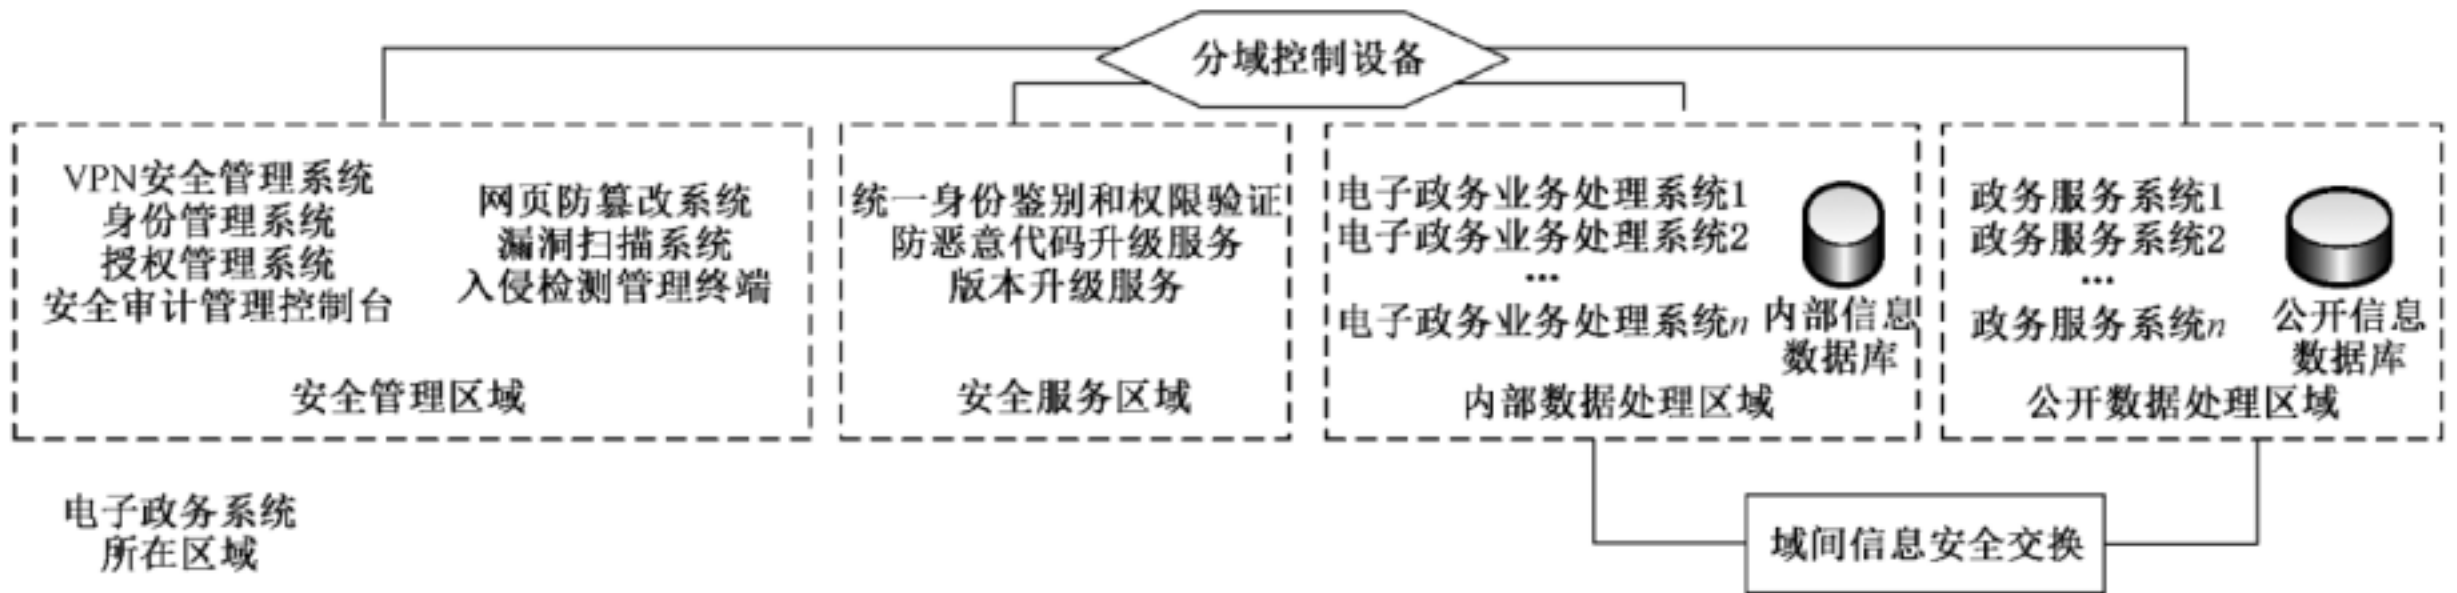 分域控制设备
VPN安全管理系统
身份管理系统
授权管理系统
安全审计管理控制台
网页防篡改系统
漏洞扫描系统
入侵检测管理终端
安全管理区域
统一身份鉴别和权限验证
防恶意代码升级服务
版本升级服务
安全服务区域
电子政务业务处理系统1
电子政务业务处理系统2
...
电子政务业务处理系统n
内部信息
数据库
内部数据处理区域
政务服务系统1
政务服务系统2
...
政务服务系统n
公开信息
数据库
公开数据处理区域
电子政务系统
所在区域
域间信息安全交换